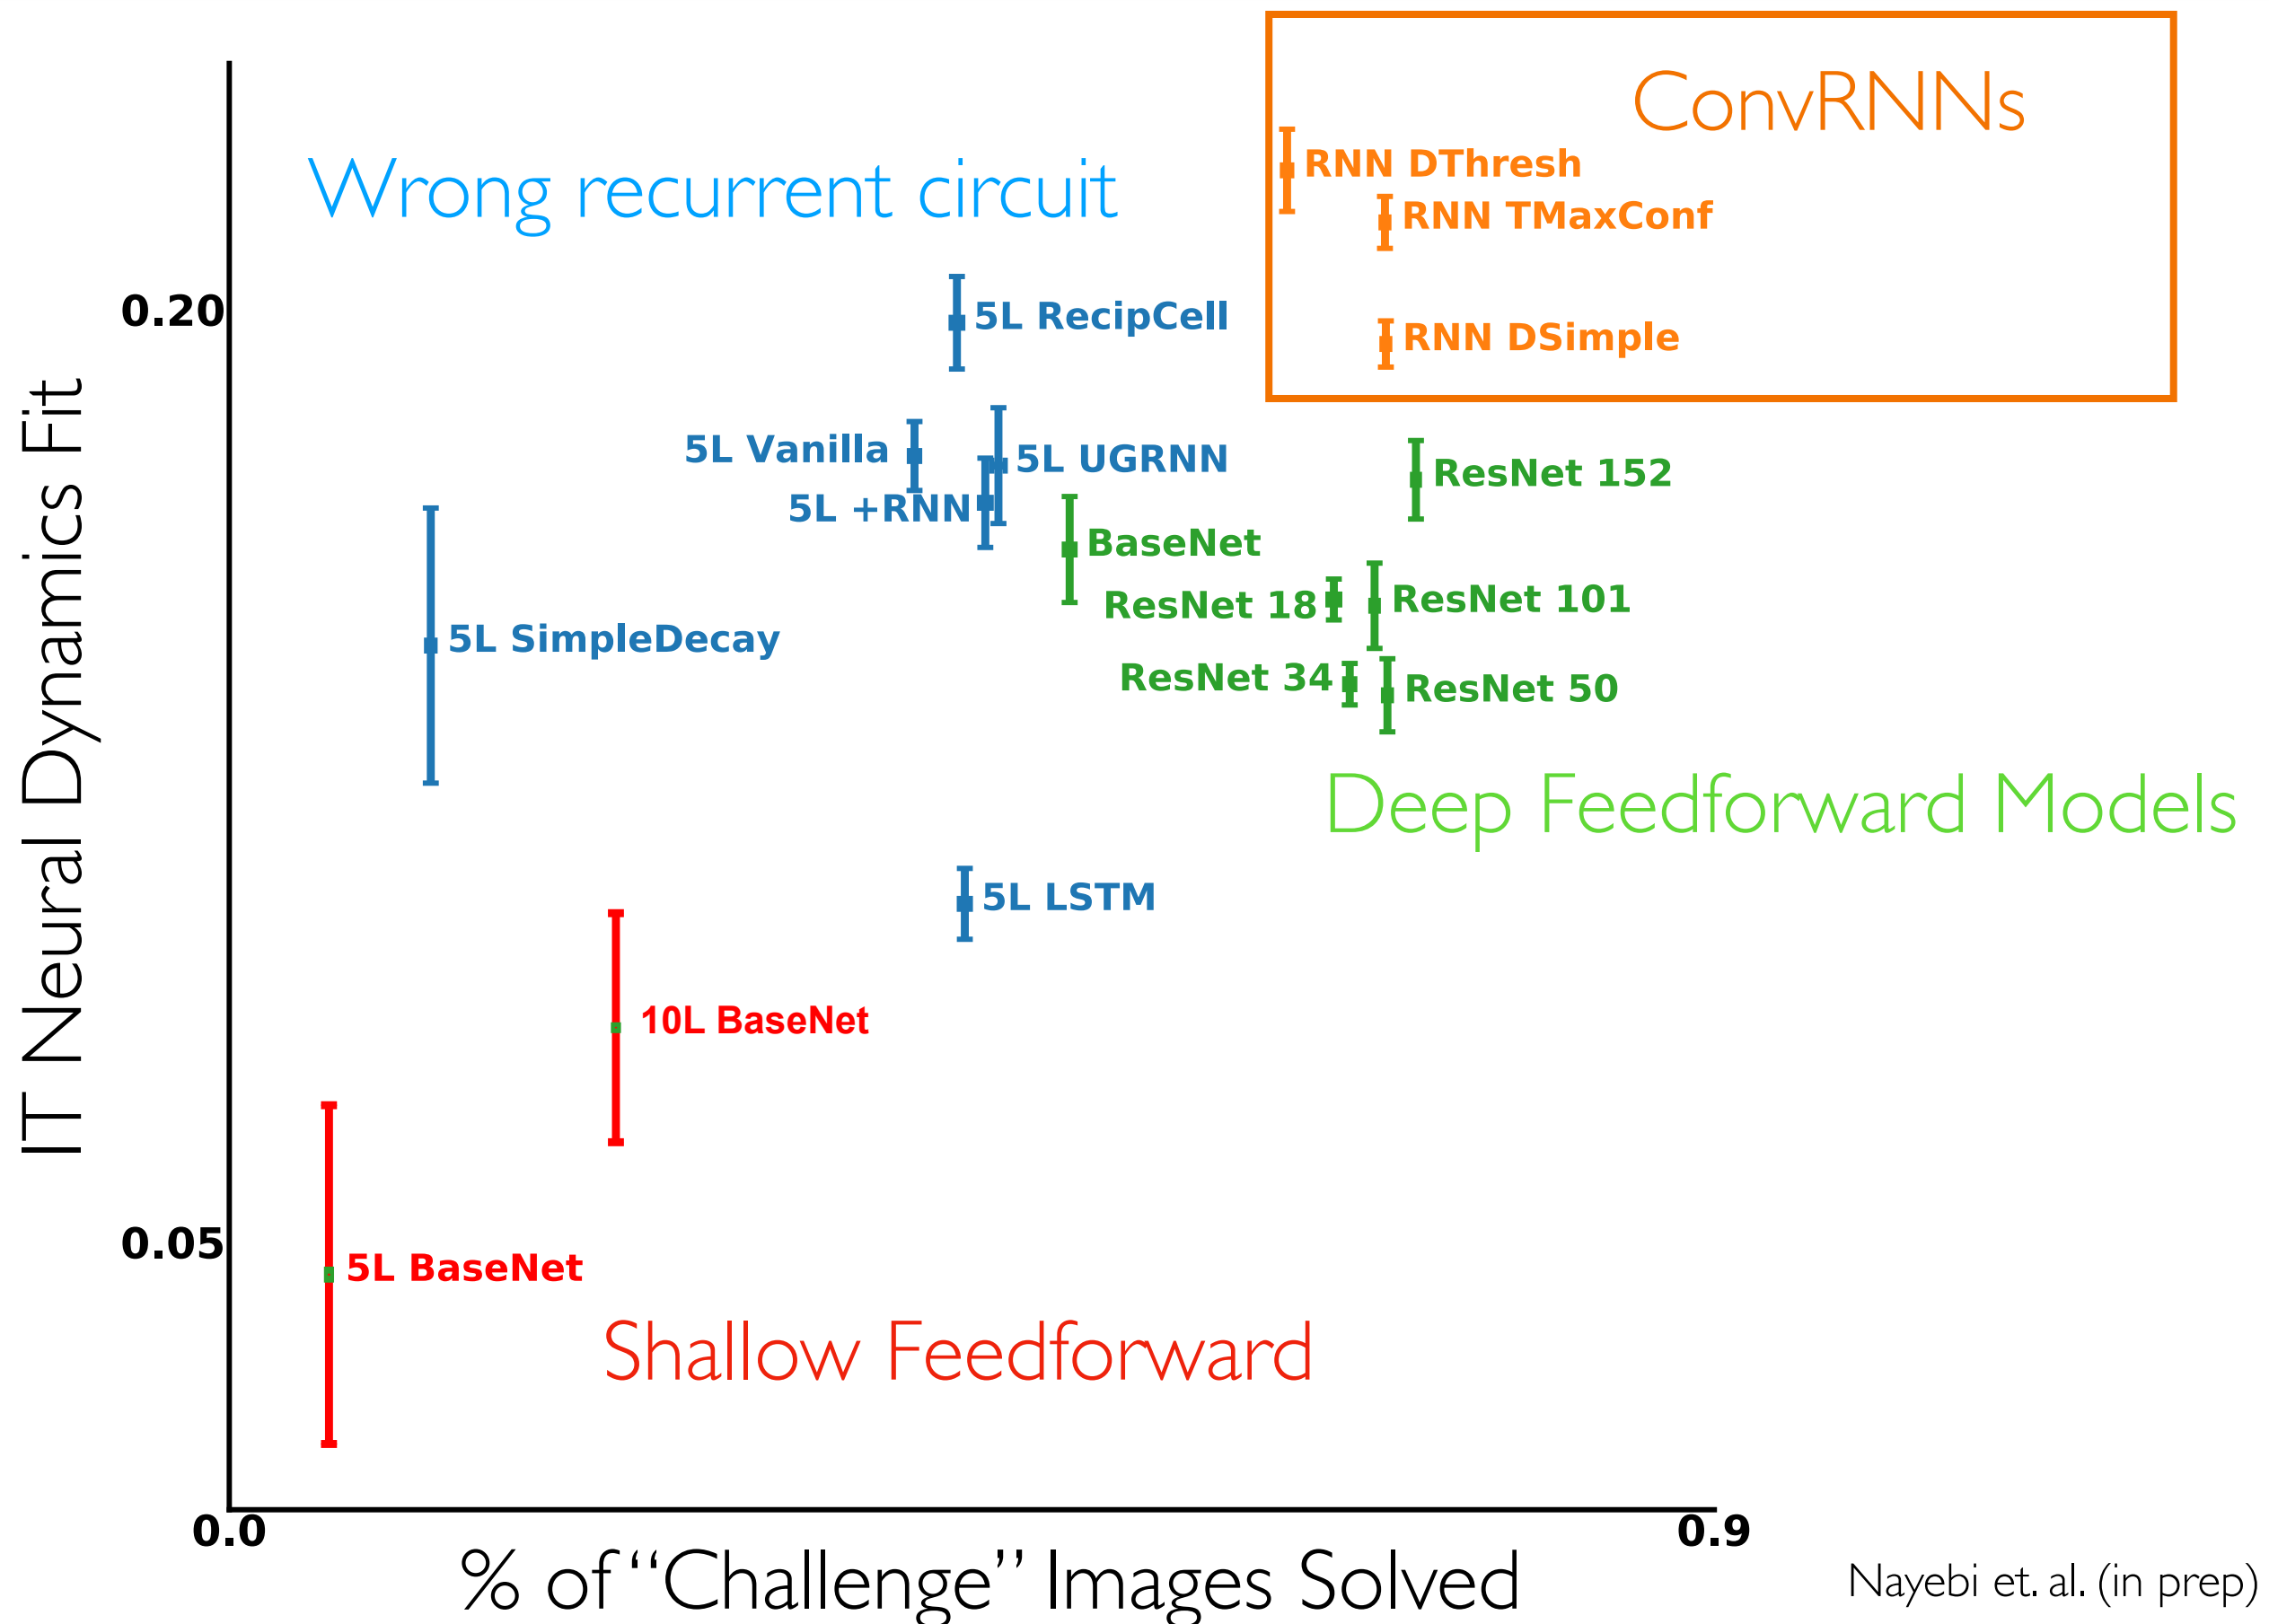 ConvRNNs
RNN DThresh
Wrong recurrent circuit
RNN TMaxConf
0.20
5L RecipCell
RNN DSimple
5L Vanilla
5L UGRNN
ResNet 152
5L +RNN
BaseNet
ResNet 18
ResNet 101
5L SimpleDecay
ResNet 34
ResNet 50
Deep Feedforward Models
IT Neural Dynamics Fit
5L LSTM
10L BaseNet
0.05
5L BaseNet
Shallow Feedforward
0.0
0.9
% of “Challenge” Images Solved
Nayebi et. al. (in prep)